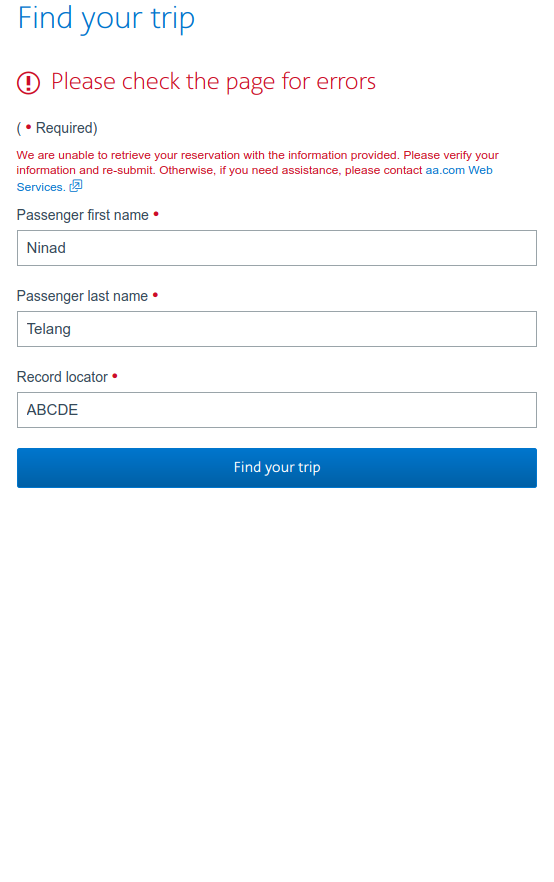 Find your trip
Please check the page for errors
( • Required)
We are unable to retrieve your reservation with the information provided. Please verify your
information and re-submit. Otherwise, if you need assistance, please contact aa.com Web
Services.
Passenger first name •
Ninad
Passenger last name •
Telang
Record locator •
ABCDE
Find your trip